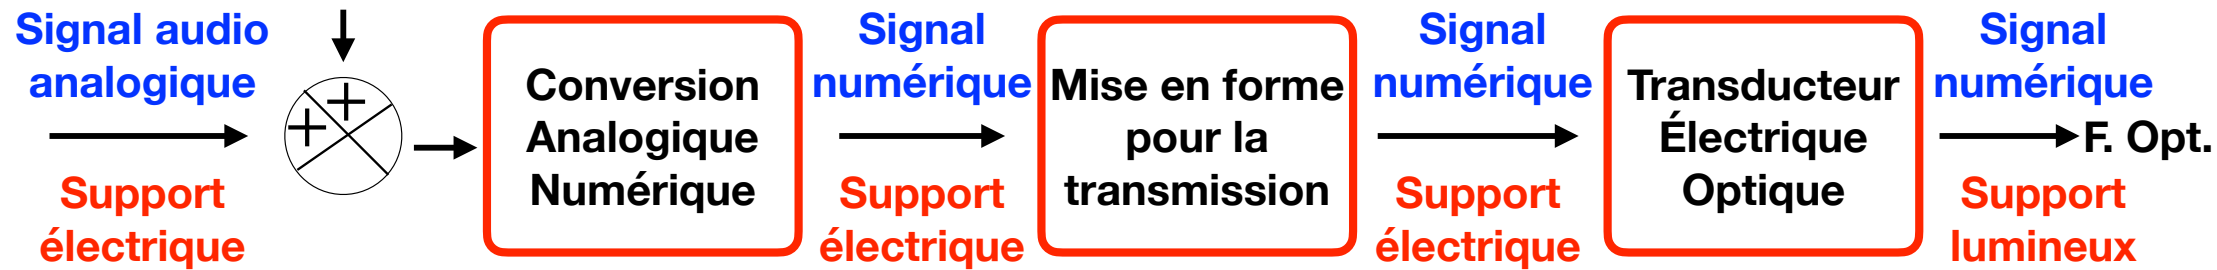 Signal audio
analogique
Support
électrique
+
+
Conversion
Analogique
Numérique
Signal
numérique
Support
électrique
Mise en forme
pour la
transmission
Signal
numérique
Support
électrique
Transducteur
Électrique
Optique
Signal
numérique
F. Opt.
Support
lumineux